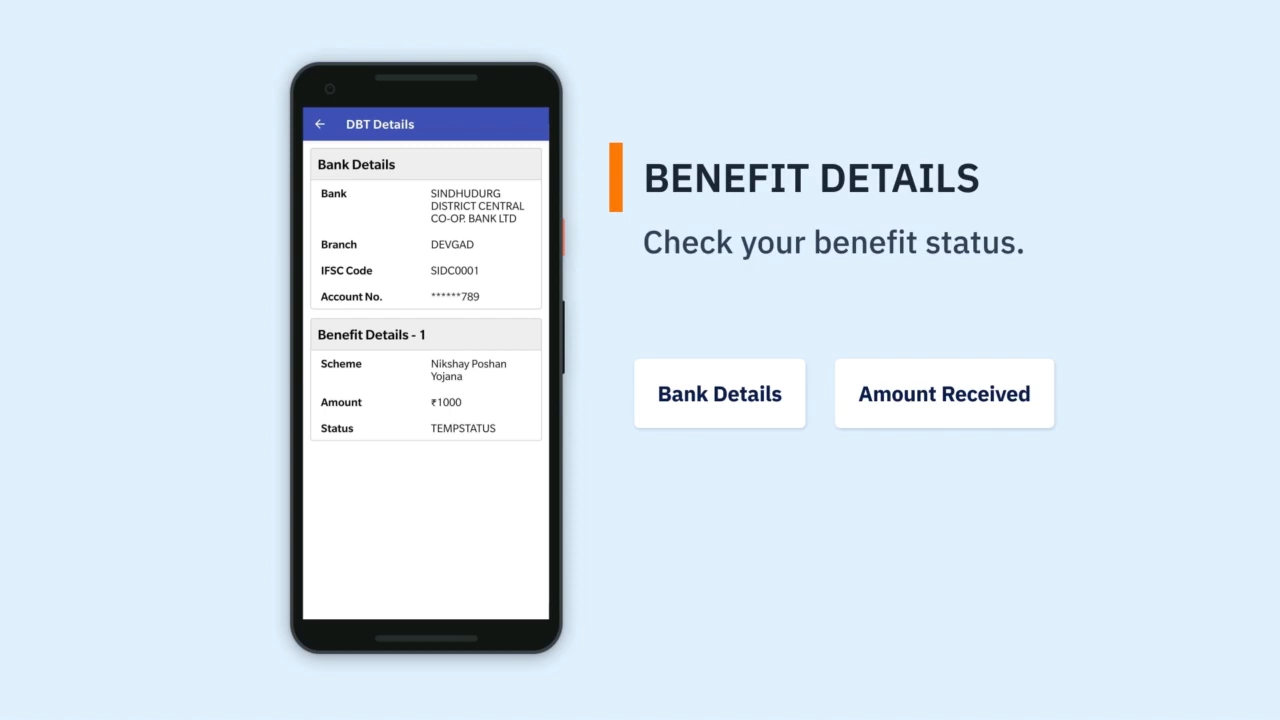 DBT Details
Bank Details
Bank SINDHUDURG
DISTRICT CENTRAL
CO-OP. BANK LTD
Branch DEVGAD
IFSC Code SIDC0001
Account No. ******789
Benefit Details - 1
Scheme Nikshay Poshan
Yojana
Amount ₹1000
Status TEMPSTATUS
BENEFIT DETAILS
Check your benefit status.
Bank Details Amount Received